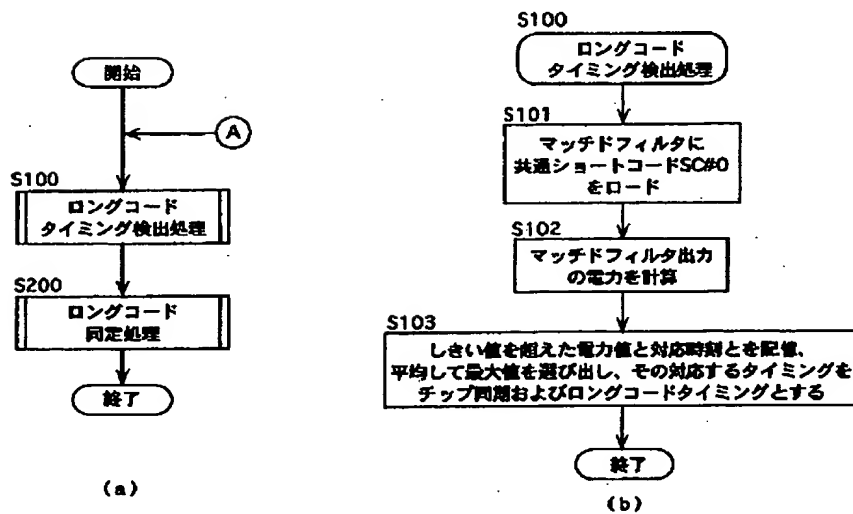 開始
A
S100
ロングコード
タイミング検出処理
S200
ロングコード
同定処理
終了
(a)
S100
ロングコード
タイミング検出処理
S101
マッチドフィルタに
共通ショートコードSC#0
をロード
S102
マッチドフィルタ出力
の電力を計算
S103
しきい値を超えた電力値と対応時刻とを記憶、
平均して最大値を選び出し、その対応するタイミングを
チップ同期およびロングコードタイミングとする
終了
(b)